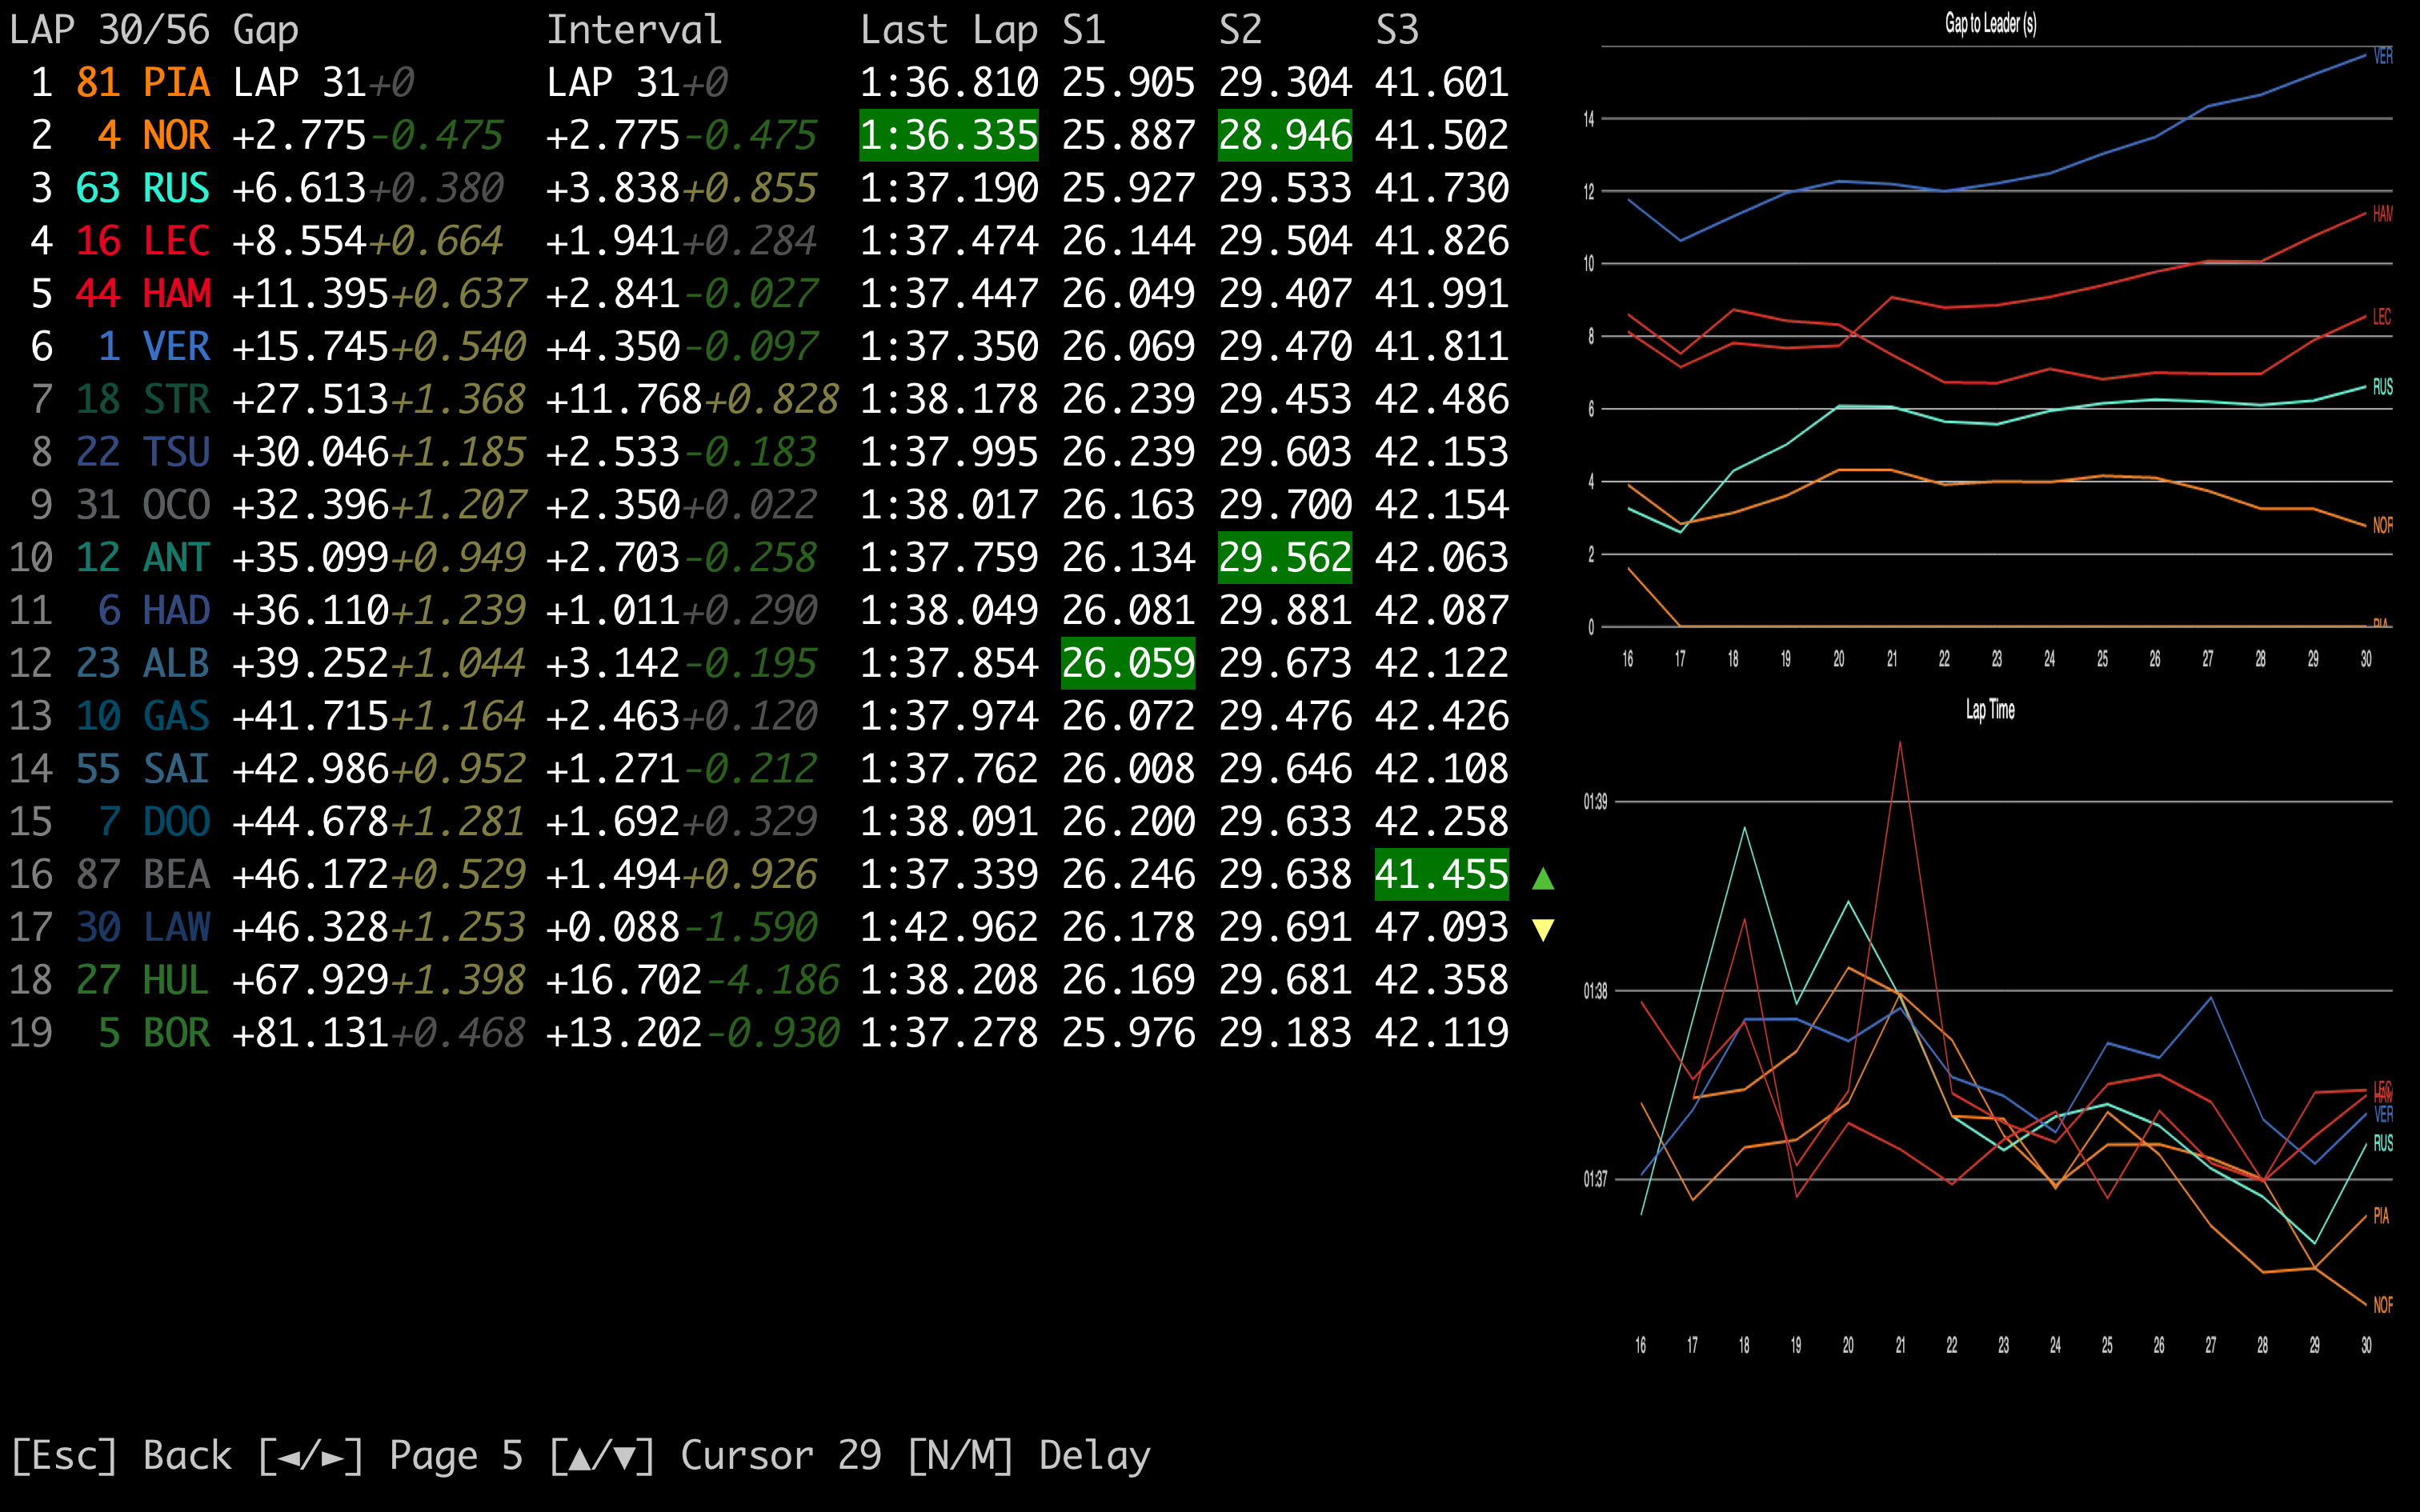 LAP 30/56 Gap Interval Last Lap S1 S2 S3
1 81 PIA LAP 31+0 LAP 31+0 1:36.810 25.905 29.304 41.601
2 4 NOR +2.775-0.475 +2.775-0.475 1:36.335 25.887 28.946 41.502
3 63 RUS +6.613+0.380 +3.838+0.855 1:37.190 25.927 29.533 41.730
4 16 LEC +8.554+0.664 +1.941+0.284 1:37.474 26.144 29.504 41.826
5 44 HAM +11.395+0.637 +2.841-0.027 1:37.447 26.049 29.407 41.991
6 1 VER +15.745+0.540 +4.350-0.097 1:37.350 26.069 29.470 41.811
7 18 STR +27.513+1.368 +11.768+0.828 1:38.178 26.239 29.453 42.486
8 22 TSU +30.046+1.185 +2.533-0.183 1:37.995 26.239 29.603 42.153
9 31 OCO +32.396+1.207 +2.350+0.022 1:38.017 26.163 29.700 42.154
10 12 ANT +35.099+0.949 +2.703-0.258 1:37.759 26.134 29.562 42.063
11 6 HAD +36.110+1.239 +1.011+0.290 1:38.049 26.081 29.881 42.087
12 23 ALB +39.252+1.044 +3.142-0.195 1:37.854 26.059 29.673 42.122
13 10 GAS +41.715+1.164 +2.463+0.120 1:37.974 26.072 29.476 42.426
14 55 SAI +42.986+0.952 +1.271-0.212 1:37.762 26.008 29.646 42.108
15 7 DOO +44.678+1.281 +1.692+0.329 1:38.091 26.200 29.633 42.258
16 87 BEA +46.172+0.529 +1.494+0.926 1:37.339 26.246 29.638 41.455 ▲
17 30 LAW +46.328+1.253 +0.088-1.590 1:42.962 26.178 29.691 47.093 ▼
18 27 HUL +67.929+1.398 +16.702-4.186 1:38.208 26.169 29.681 42.358
19 5 BOR +81.131+0.468 +13.202-0.930 1:37.278 25.976 29.183 42.119
Gap to Leader (s)
VER
14
12
HAM
10
LEC
8
RUS
6
4
NOR
2
PIA
0
16 17 18 19 20 21 22 23 24 25 26 27 28 29 30
Lap Time
01:39
01:38
LEC
HAM
VER
RUS
01:37
PIA
NOR
16 17 18 19 20 21 22 23 24 25 26 27 28 29 30
[Esc] Back [◄/►] Page 5 [▲/▼] Cursor 29 [N/M] Delay